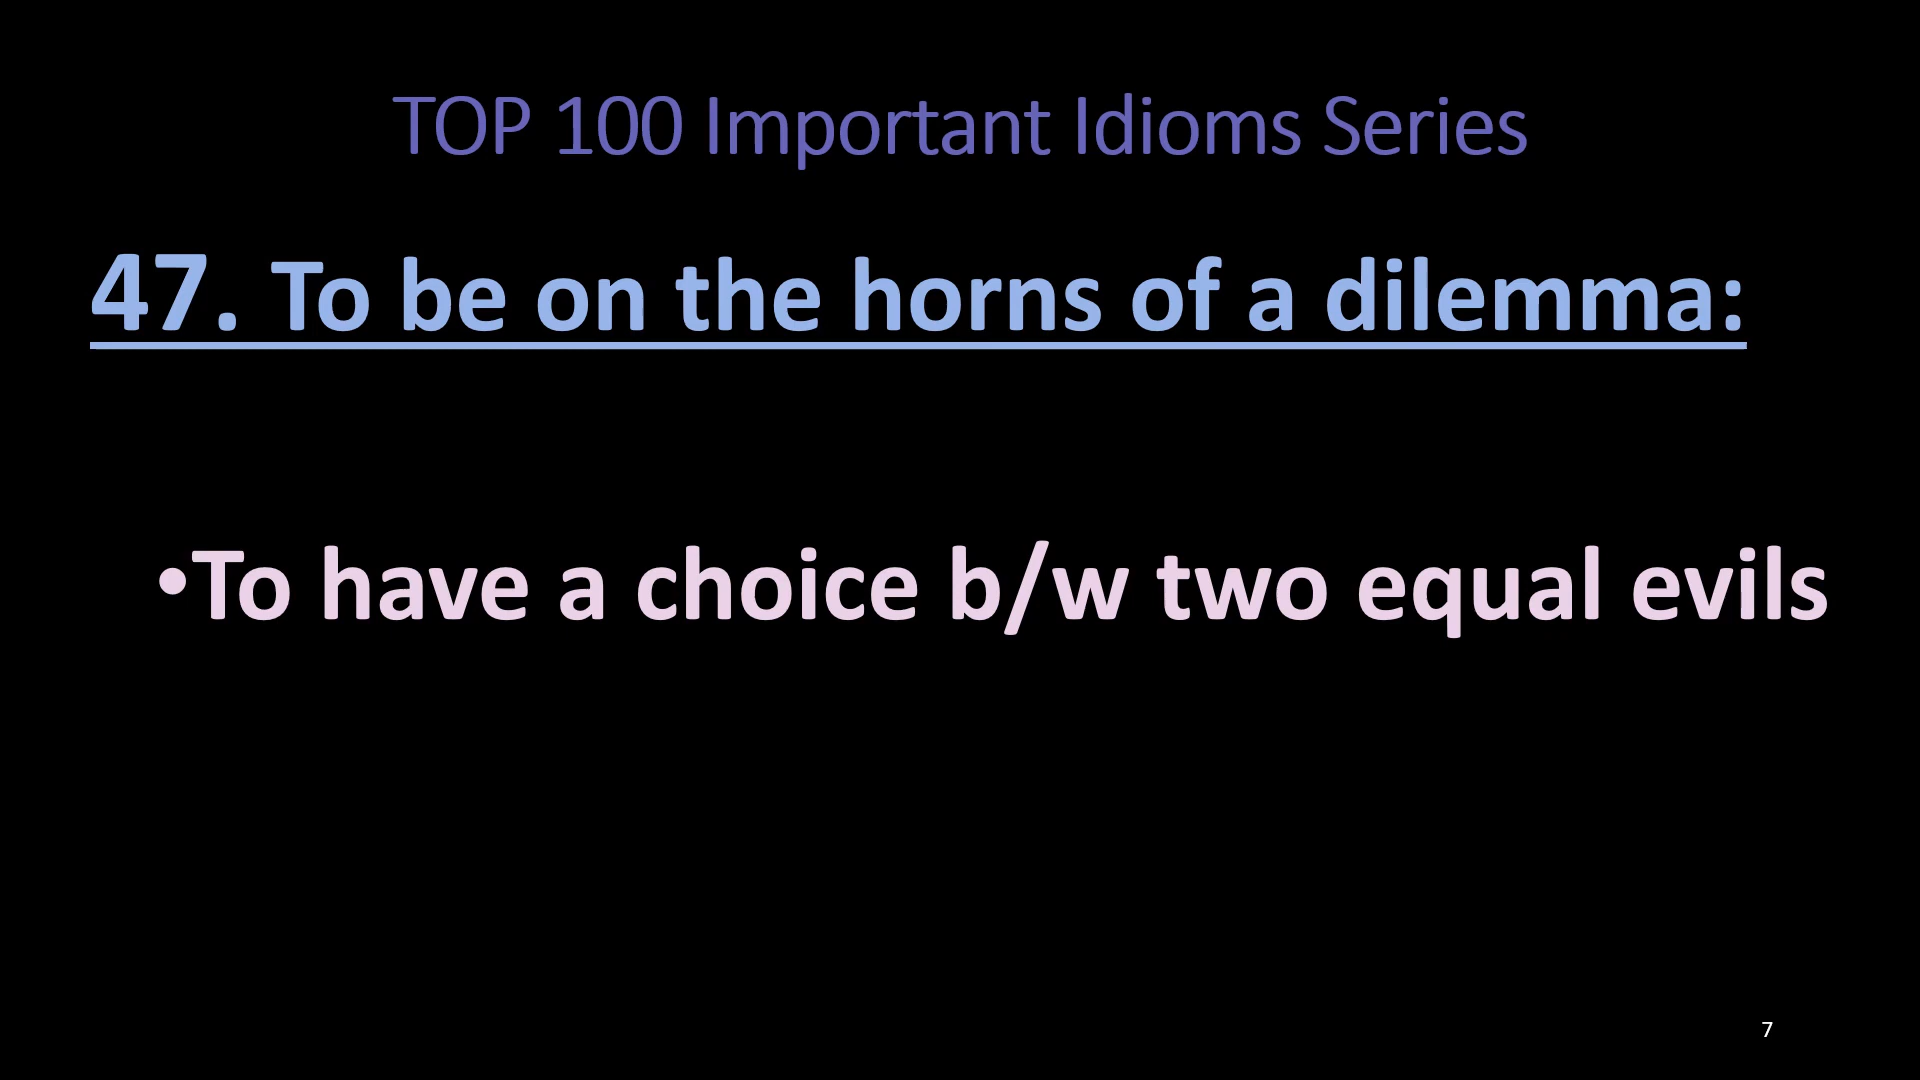 TOP 100 Important Idioms Series
47. To be on the horns of a dilemma:
•To have a choice b/w two equal evils
7